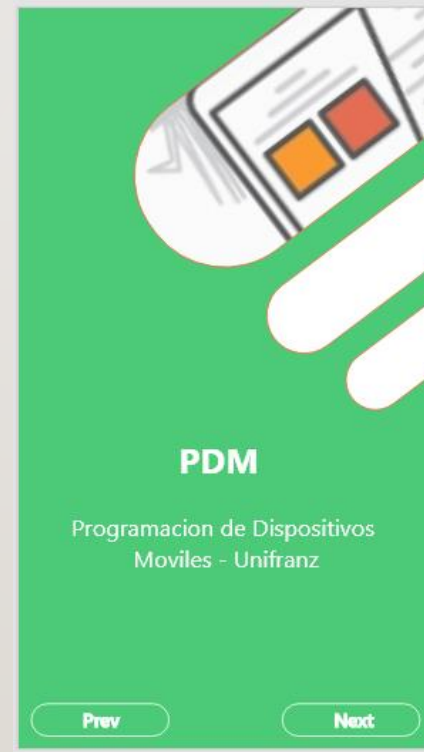 PDM
Programacion de Dispositivos
Moviles - Unifranz
Prev
Next